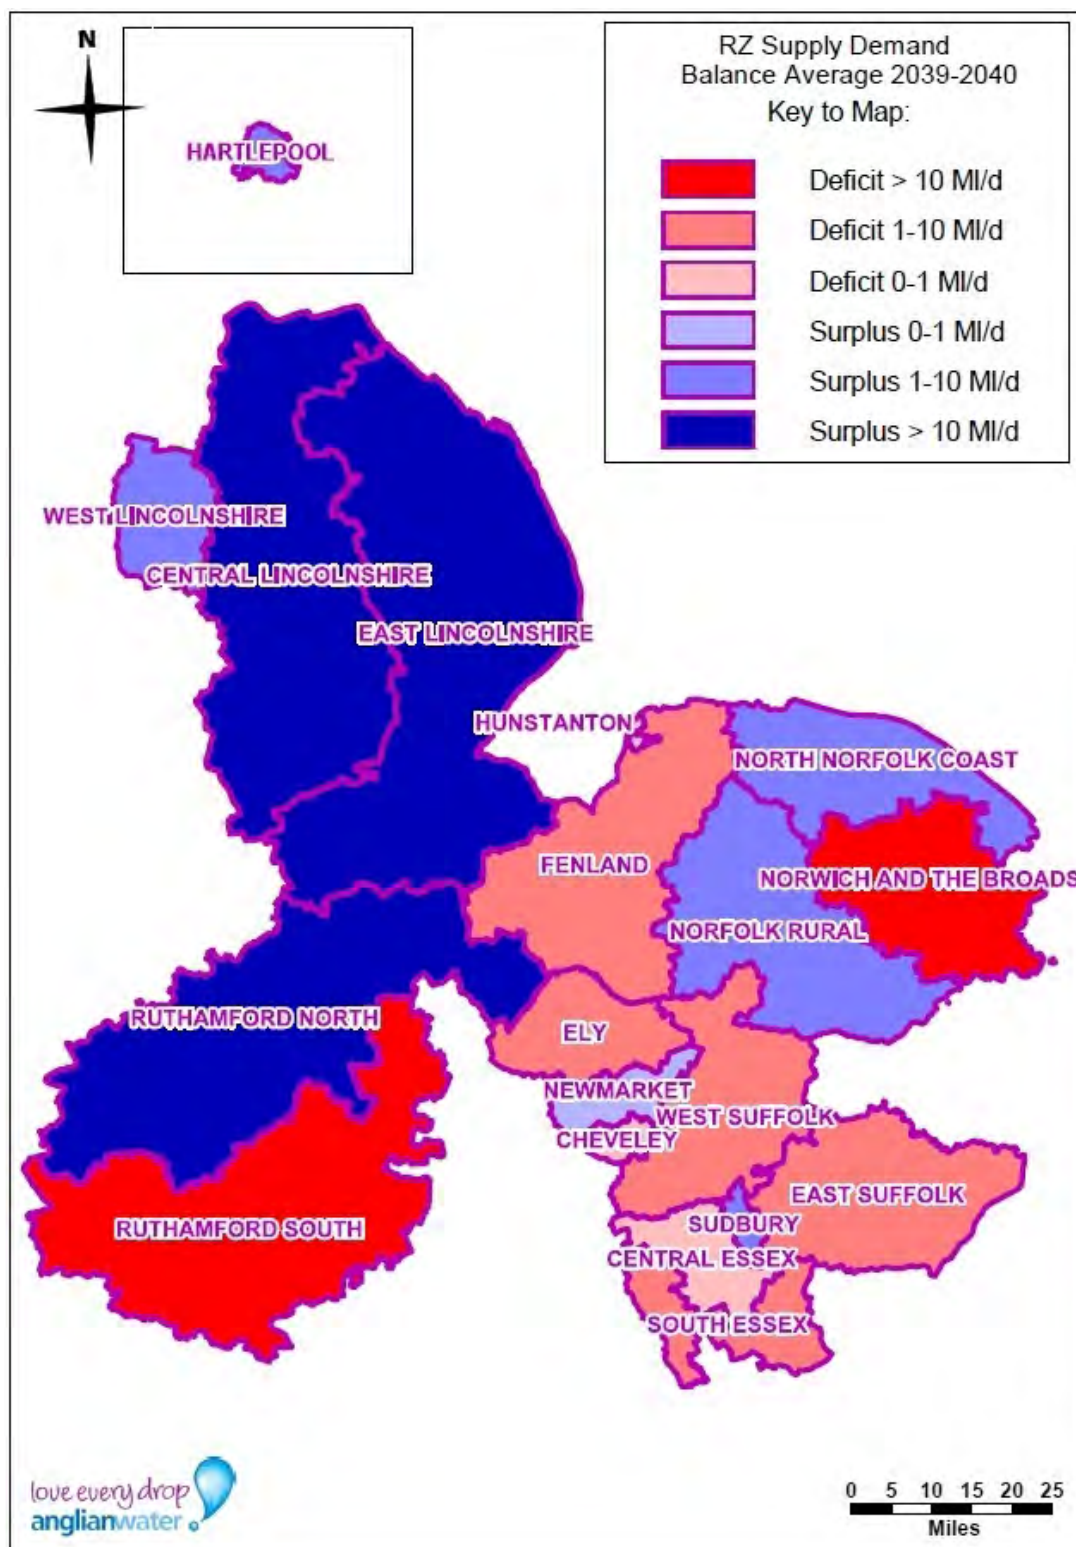 N
HARTLEPOOL
RZ Supply Demand
Balance Average 2039-2040
Key to Map:
Deficit > 10 Ml/d
Deficit 1-10 Ml/d
Deficit 0-1 Ml/d
Surplus 0-1 Ml/d
Surplus 1-10 Ml/d
Surplus > 10 Ml/d
WEST LINCOLNSHIRE
CENTRAL LINCOLNSHIRE
EAST LINCOLNSHIRE
HUNSTANTON
NORTH NORFOLK COAST
FENLAND
NORWICH AND THE BROADS
NORFOLK RURAL
RUTHAMFORD NORTH
ELY
NEWMARKET
WEST SUFFOLK
CHEVELEY
EAST SUFFOLK
RUTHAMFORD SOUTH
SUDBURY
CENTRAL ESSEX
SOUTH ESSEX
love every drop
anglianwater
0 5 10 15 20 25
Miles